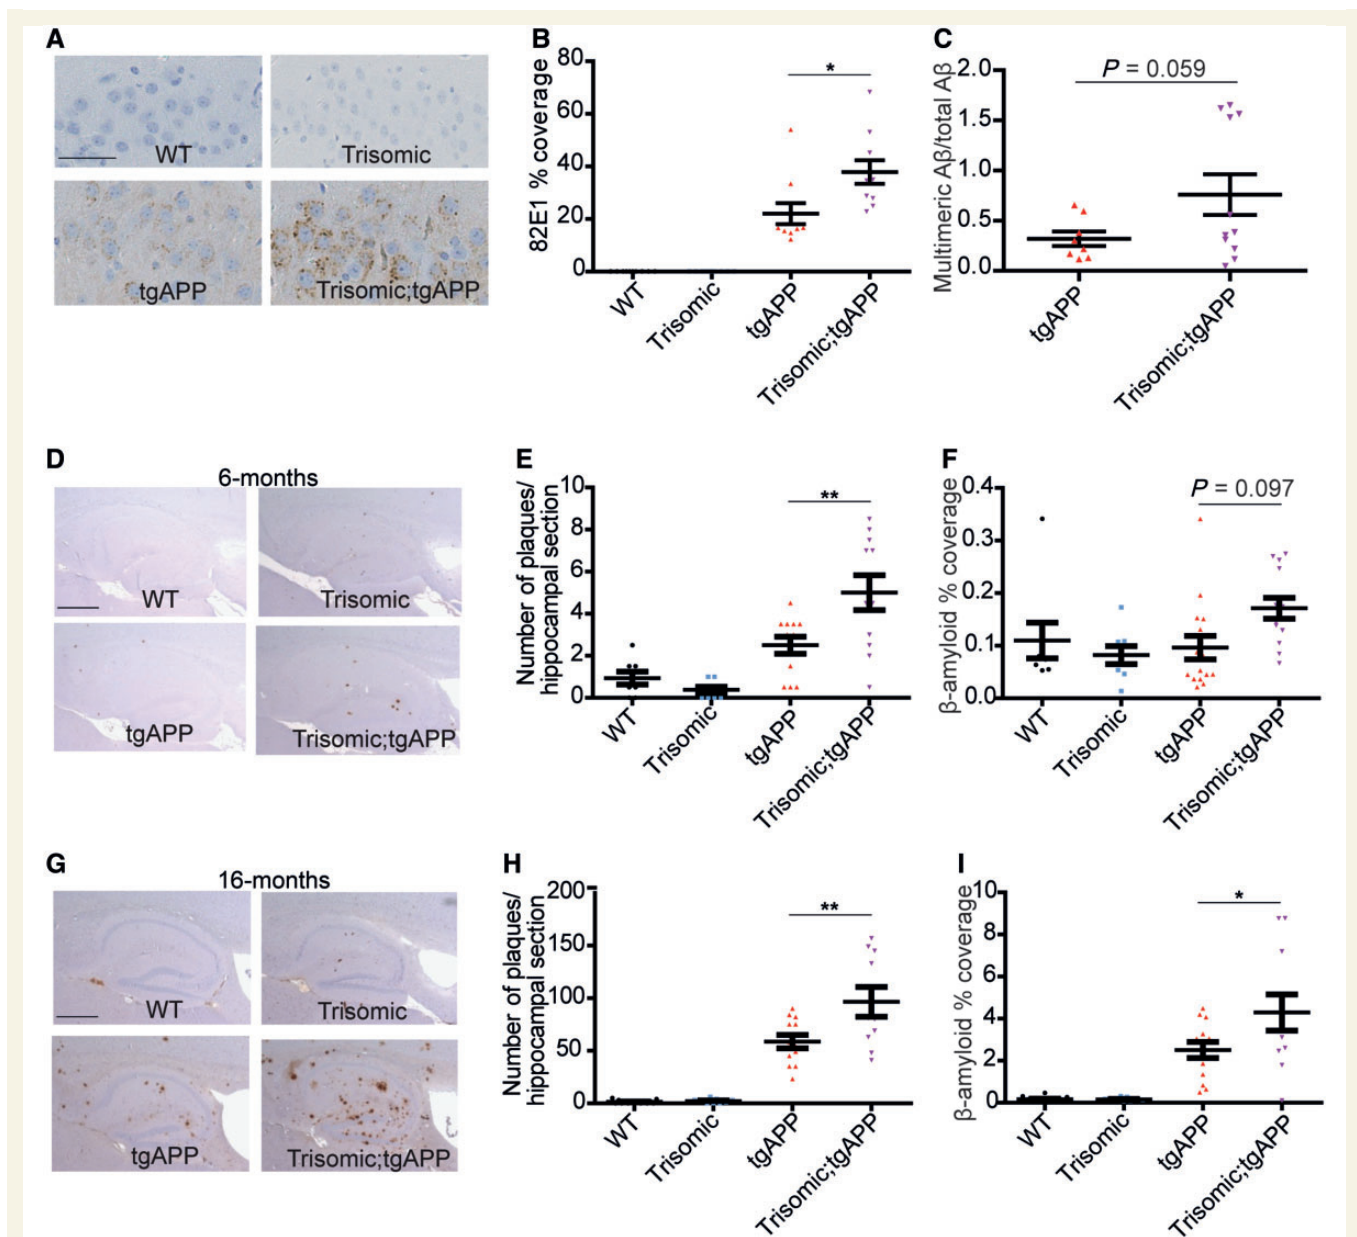 A
WT
Trisomic
tgAPP
Trisomic;tgAPP
B
82E1 % coverage
80
60
40
20
0
*
WT
Trisomic
tgAPP
Trisomic;tgAPP
C
Multimeric Aβ/total Aβ
2.0
1.5
1.0
0.5
0.0
P = 0.059
tgAPP
Trisomic;tgAPP
D
6-months
WT
Trisomic
tgAPP
Trisomic;tgAPP
E
Number of plaques/
hippocampal section
10
8
6
4
2
0
**
WT
Trisomic
tgAPP
Trisomic;tgAPP
F
β-amyloid % coverage
0.4
0.3
0.2
0.1
0.0
P = 0.097
WT
Trisomic
tgAPP
Trisomic;tgAPP
G
16-months
WT
Trisomic
tgAPP
Trisomic;tgAPP
H
Number of plaques/
hippocampal section
200
150
100
50
0
**
WT
Trisomic
tgAPP
Trisomic;tgAPP
I
β-amyloid % coverage
10
8
6
4
2
0
*
WT
Trisomic
tgAPP
Trisomic;tgAPP